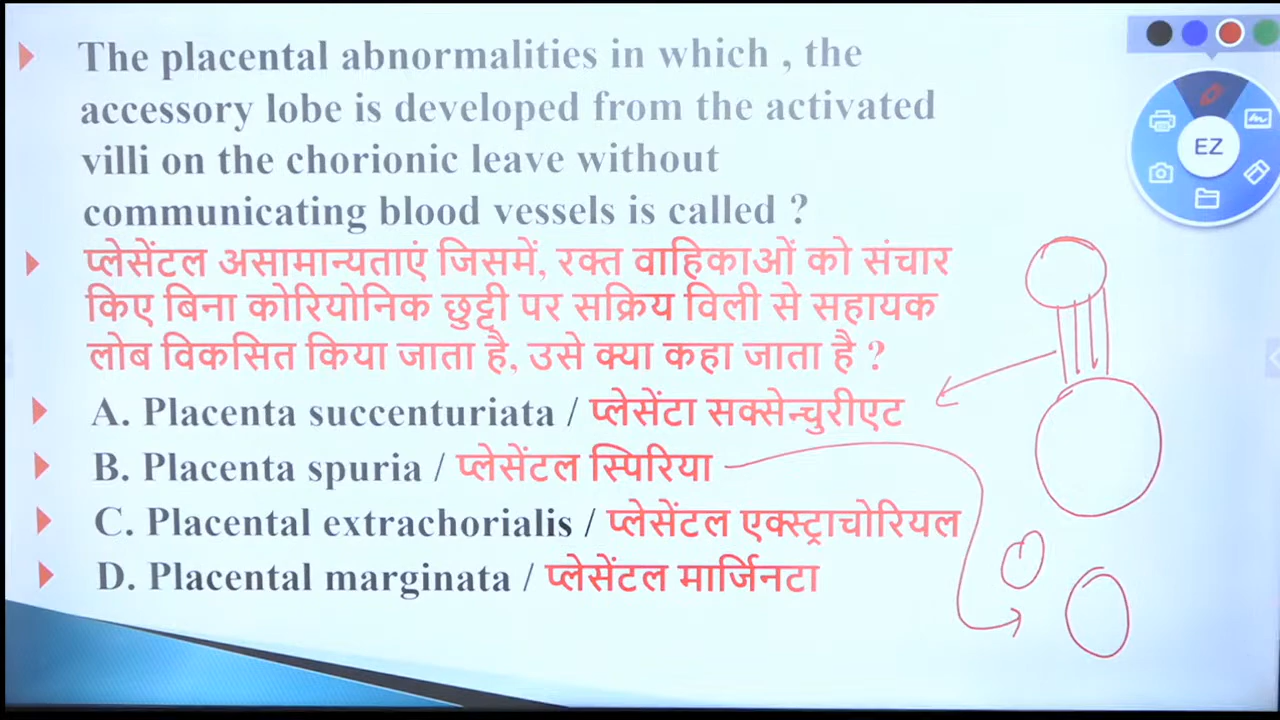 The placental abnormalities in which , the
accessory lobe is developed from the activated
villi on the chorionic leave without
communicating blood vessels is called ?
प्लेसेंटल असामान्यताएं जिसमें, रक्त वाहिकाओं को संचार
किए बिना कोरियोनिक छुट्टी पर सक्रिय विली से सहायक
लोब विकसित किया जाता है, उसे क्या कहा जाता है ?
A. Placenta succenturiata / प्लेसेंटा सक्सेन्चुरीएट
B. Placenta spuria / प्लेसेंटल स्पिरिया
C. Placental extrachorialis / प्लेसेंटल एक्स्ट्राचोरियल
D. Placental marginata / प्लेसेंटल मार्जिनटा
EZ